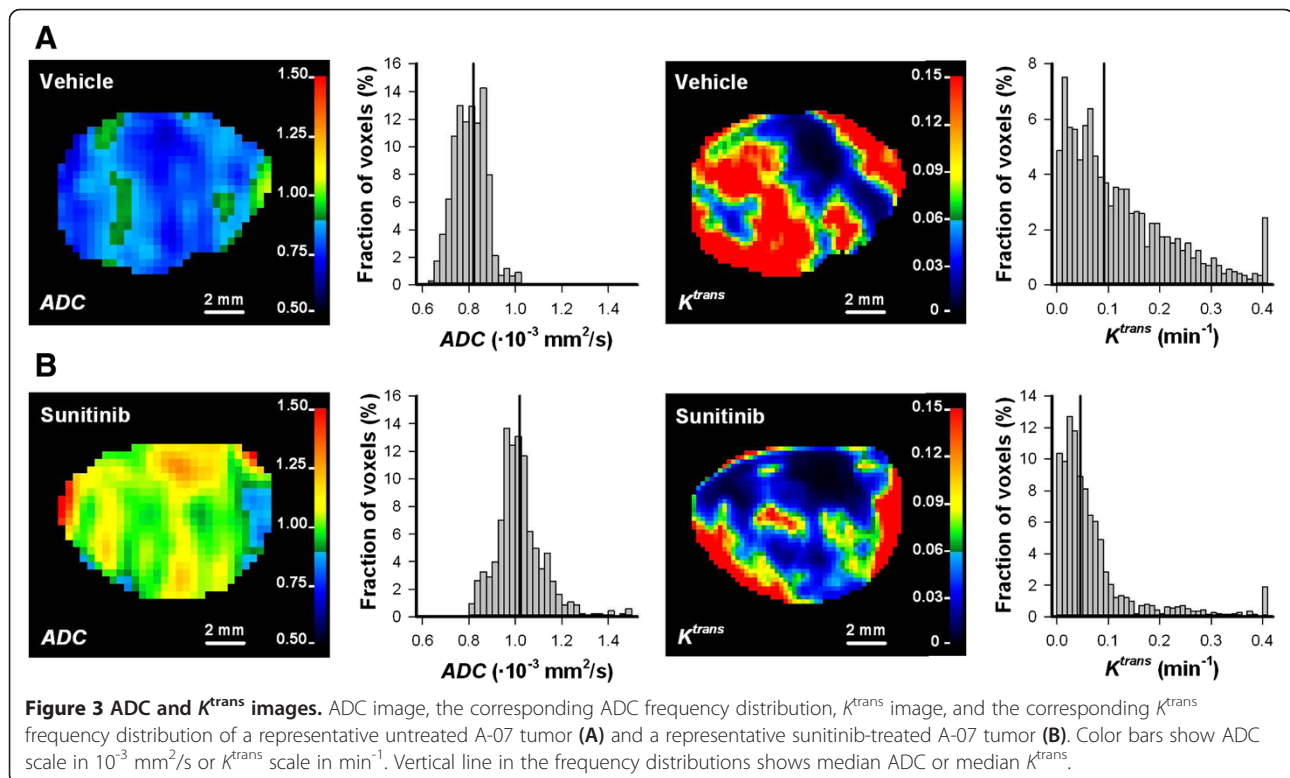 A
Vehicle
1.50
1.25
1.00
0.75
0.50
ADC
2 mm
Fraction of voxels (%)
16
14
12
10
8
6
4
2
0
0.6 0.8 1.0 1.2 1.4
ADC (·10⁻³ mm²/s)
Vehicle
0.15
0.12
0.09
0.06
0.03
0
Kᵗʳᵃⁿˢ
2 mm
Fraction of voxels (%)
8
6
4
2
0
0.0 0.1 0.2 0.3 0.4
Kᵗʳᵃⁿˢ (min⁻¹)
B
Sunitinib
1.50
1.25
1.00
0.75
0.50
ADC
2 mm
Fraction of voxels (%)
16
14
12
10
8
6
4
2
0
0.6 0.8 1.0 1.2 1.4
ADC (·10⁻³ mm²/s)
Sunitinib
0.15
0.12
0.09
0.06
0.03
0
Kᵗʳᵃⁿˢ
2 mm
Fraction of voxels (%)
14
12
10
8
6
4
2
0
0.0 0.1 0.2 0.3 0.4
Kᵗʳᵃⁿˢ (min⁻¹)
Figure 3 ADC and Kᵗʳᵃⁿˢ images. ADC image, the corresponding ADC frequency distribution, Kᵗʳᵃⁿˢ image, and the corresponding Kᵗʳᵃⁿˢ
frequency distribution of a representative untreated A-07 tumor (A) and a representative sunitinib-treated A-07 tumor (B). Color bars show ADC
scale in 10⁻³ mm²/s or Kᵗʳᵃⁿˢ scale in min⁻¹. Vertical line in the frequency distributions shows median ADC or median Kᵗʳᵃⁿˢ.